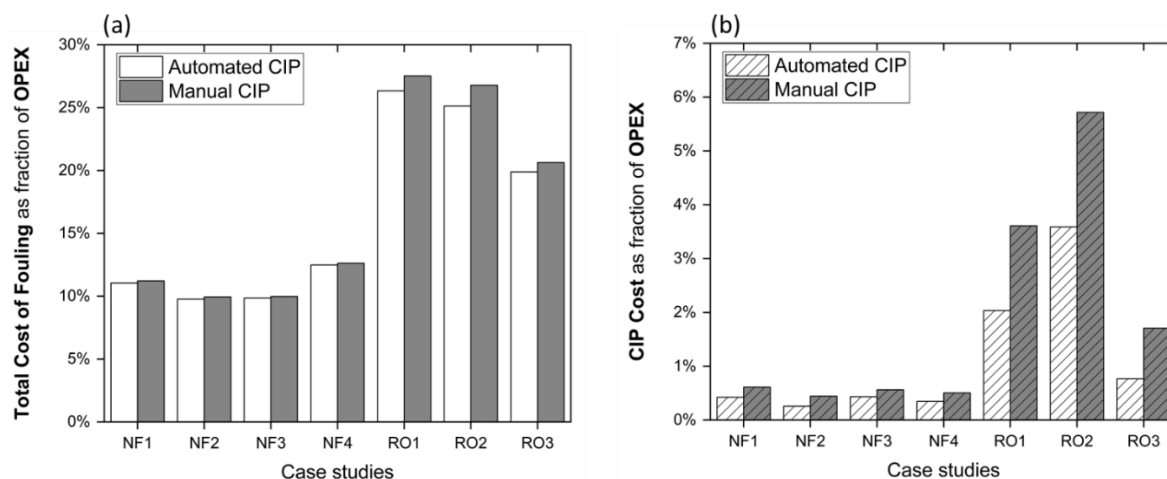 (a)
Total Cost of Fouling as fraction of OPEX
30%
25%
20%
15%
10%
5%
0%
Automated CIP
Manual CIP
NF1 NF2 NF3 NF4 RO1 RO2 RO3
Case studies
(b)
CIP Cost as fraction of OPEX
7%
6%
5%
4%
3%
2%
1%
0%
Automated CIP
Manual CIP
NF1 NF2 NF3 NF4 RO1 RO2 RO3
Case studies